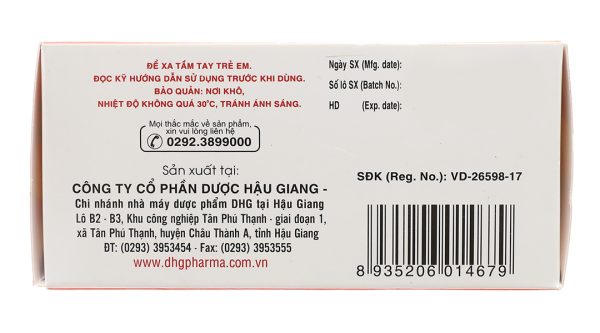 ĐỂ XA TẦM TAY TRẺ EM.
ĐỌC KỸ HƯỚNG DẪN SỬ DỤNG TRƯỚC KHI DÙNG.
BẢO QUẢN: NƠI KHÔ,
NHIỆT ĐỘ KHÔNG QUÁ 30°C, TRÁNH ÁNH SÁNG.
Mọi thắc mắc về sản phẩm,
xin vui lòng liên hệ
0292.3899000
Sản xuất tại:
CÔNG TY CỔ PHẦN DƯỢC HẬU GIANG -
Chi nhánh nhà máy dược phẩm DHG tại Hậu Giang
Lô B2 - B3, Khu công nghiệp Tân Phú Thạnh - giai đoạn 1,
xã Tân Phú Thạnh, huyện Châu Thành A, tỉnh Hậu Giang
ĐT: (0293) 3953454 - Fax: (0293) 3953555
www.dhgpharma.com.vn
Ngày SX (Mfg. date):
Số lô SX (Batch No.):
HD (Exp. date):
SĐK (Reg. No.): VD-26598-17
8 935206 014679